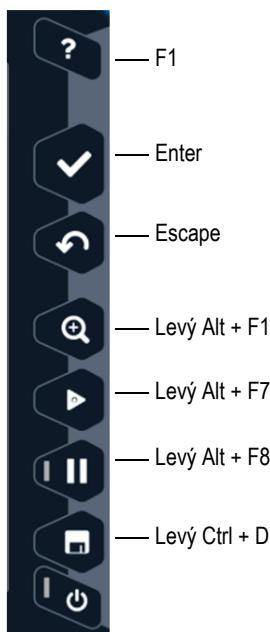 ?
F1
Enter
Escape
Levý Alt + F1
Levý Alt + F7
Levý Alt + F8
Levý Ctrl + D